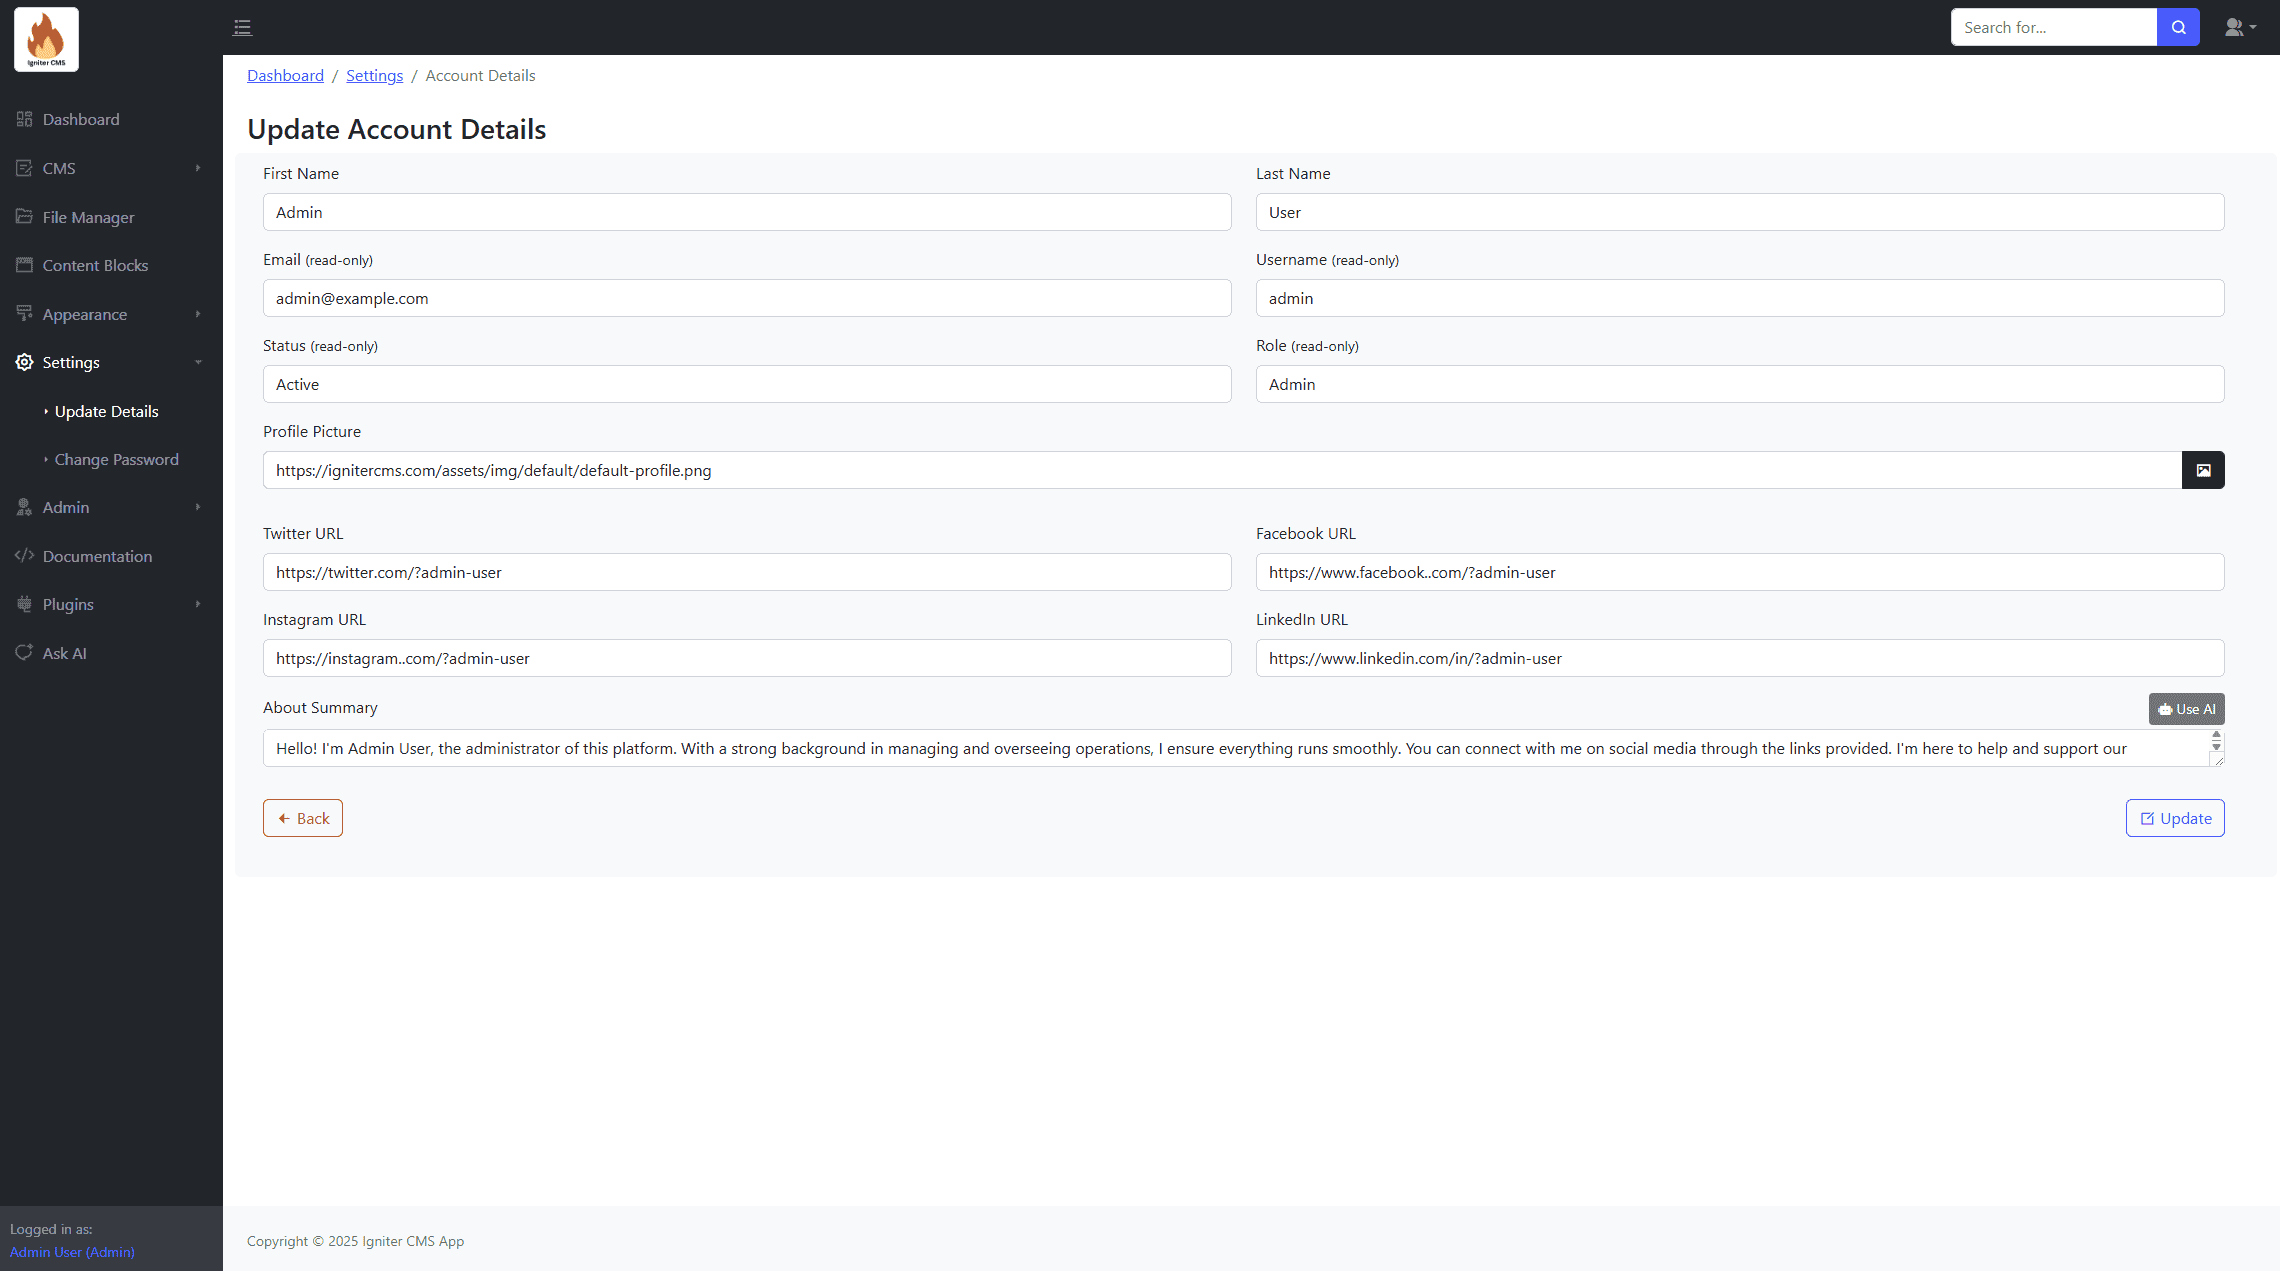 Igniter CMS
Search for...
Dashboard
CMS
File Manager
Content Blocks
Appearance
Settings
Update Details
Change Password
Admin
Documentation
Plugins
Ask AI
Logged in as:
Admin User (Admin)
Dashboard / Settings / Account Details
Update Account Details
First Name
Admin
Last Name
User
Email (read-only)
admin@example.com
Username (read-only)
admin
Status (read-only)
Active
Role (read-only)
Admin
Profile Picture
https://ignitercms.com/assets/img/default/default-profile.png
Twitter URL
https://twitter.com/?admin-user
Facebook URL
https://www.facebook..com/?admin-user
Instagram URL
https://instagram..com/?admin-user
LinkedIn URL
https://www.linkedin.com/in/?admin-user
About Summary
Use AI
Hello! I'm Admin User, the administrator of this platform. With a strong background in managing and overseeing operations, I ensure everything runs smoothly. You can connect with me on social media through the links provided. I'm here to help and support our
Back
Update
Copyright © 2025 Igniter CMS App